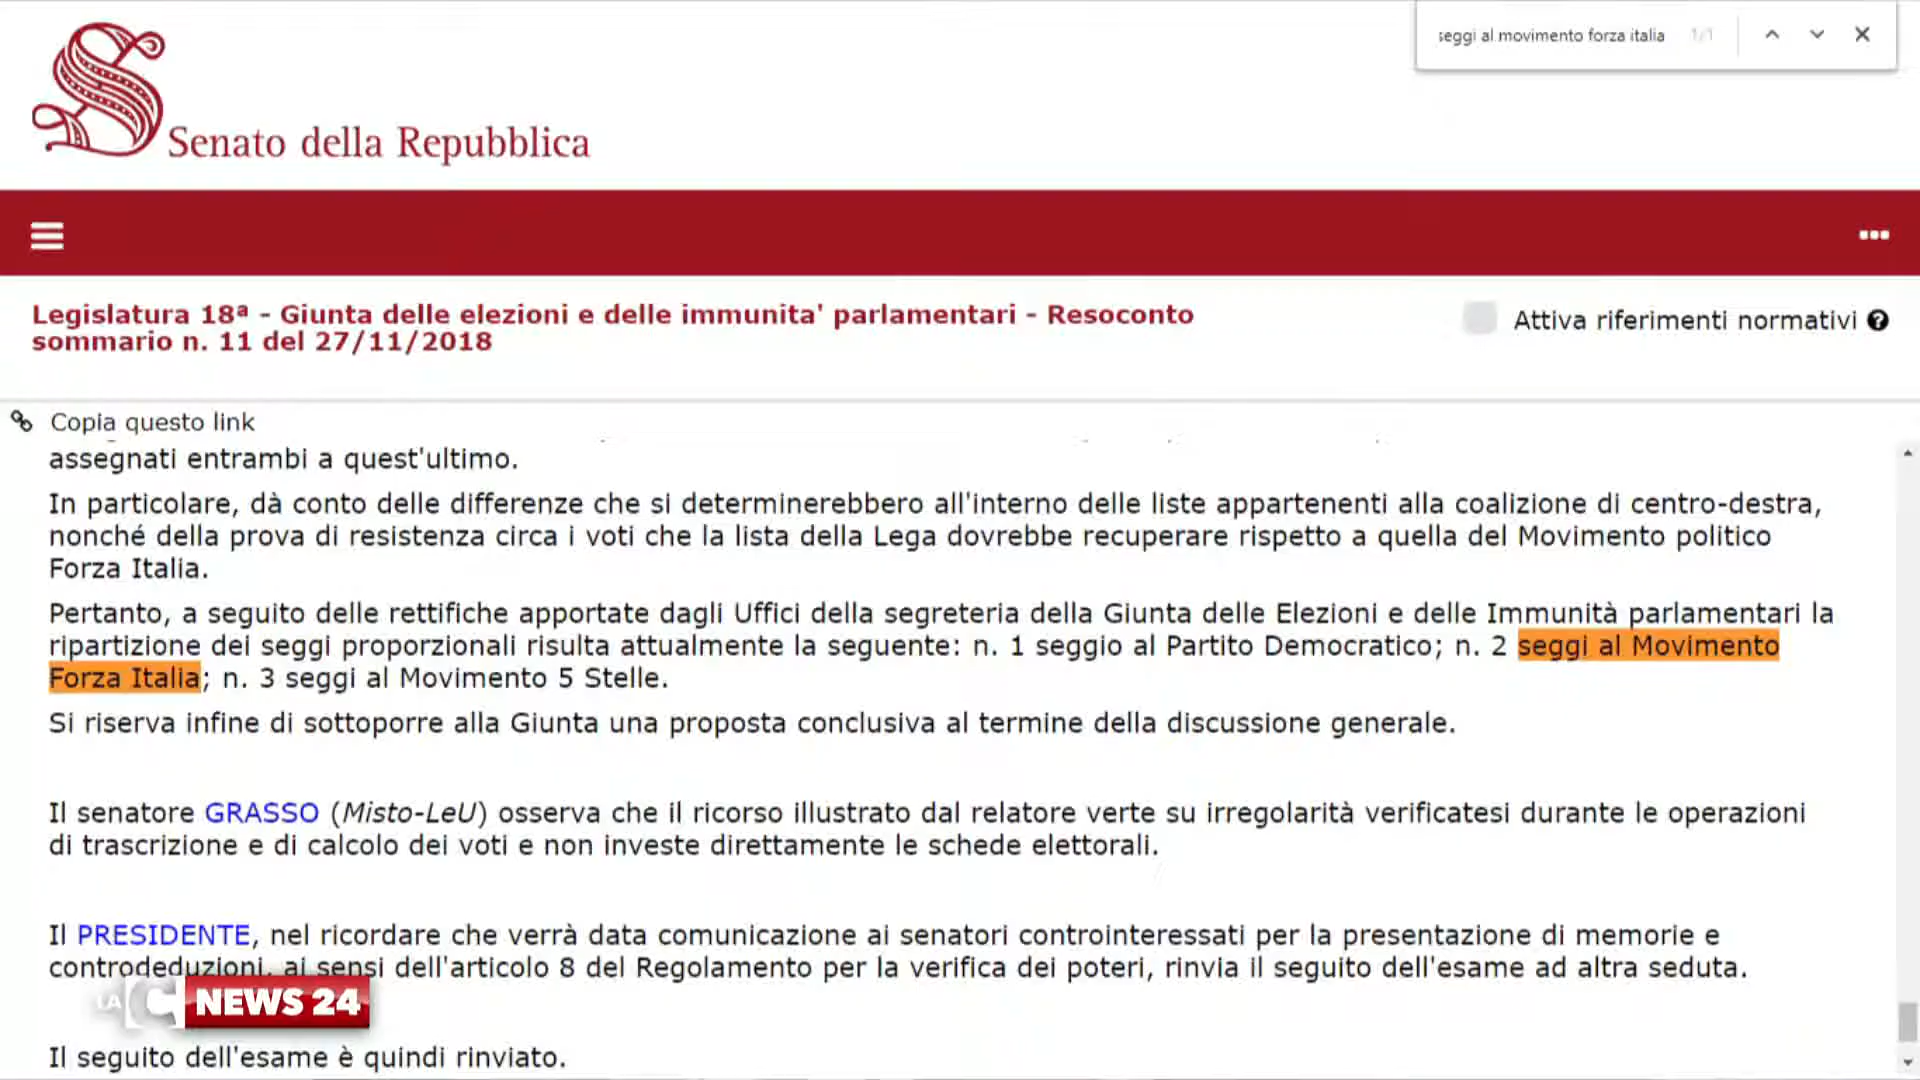 seggi al movimento forza italia 1/1
Senato della Repubblica
Legislatura 18ª - Giunta delle elezioni e delle immunita' parlamentari - Resoconto
sommario n. 11 del 27/11/2018
Attiva riferimenti normativi
Copia questo link
assegnati entrambi a quest'ultimo.
In particolare, dà conto delle differenze che si determinerebbero all'interno delle liste appartenenti alla coalizione di centro-destra,
nonché della prova di resistenza circa i voti che la lista della Lega dovrebbe recuperare rispetto a quella del Movimento politico
Forza Italia.
Pertanto, a seguito delle rettifiche apportate dagli Uffici della segreteria della Giunta delle Elezioni e delle Immunità parlamentari la
ripartizione dei seggi proporzionali risulta attualmente la seguente: n. 1 seggio al Partito Democratico; n. 2 seggi al Movimento
Forza Italia; n. 3 seggi al Movimento 5 Stelle.
Si riserva infine di sottoporre alla Giunta una proposta conclusiva al termine della discussione generale.
Il senatore GRASSO (Misto-LeU) osserva che il ricorso illustrato dal relatore verte su irregolarità verificatesi durante le operazioni
di trascrizione e di calcolo dei voti e non investe direttamente le schede elettorali.
Il PRESIDENTE, nel ricordare che verrà data comunicazione ai senatori controinteressati per la presentazione di memorie e
controdeduzioni, ai sensi dell'articolo 8 del Regolamento per la verifica dei poteri, rinvia il seguito dell'esame ad altra seduta.
LA C NEWS 24
Il seguito dell'esame è quindi rinviato.